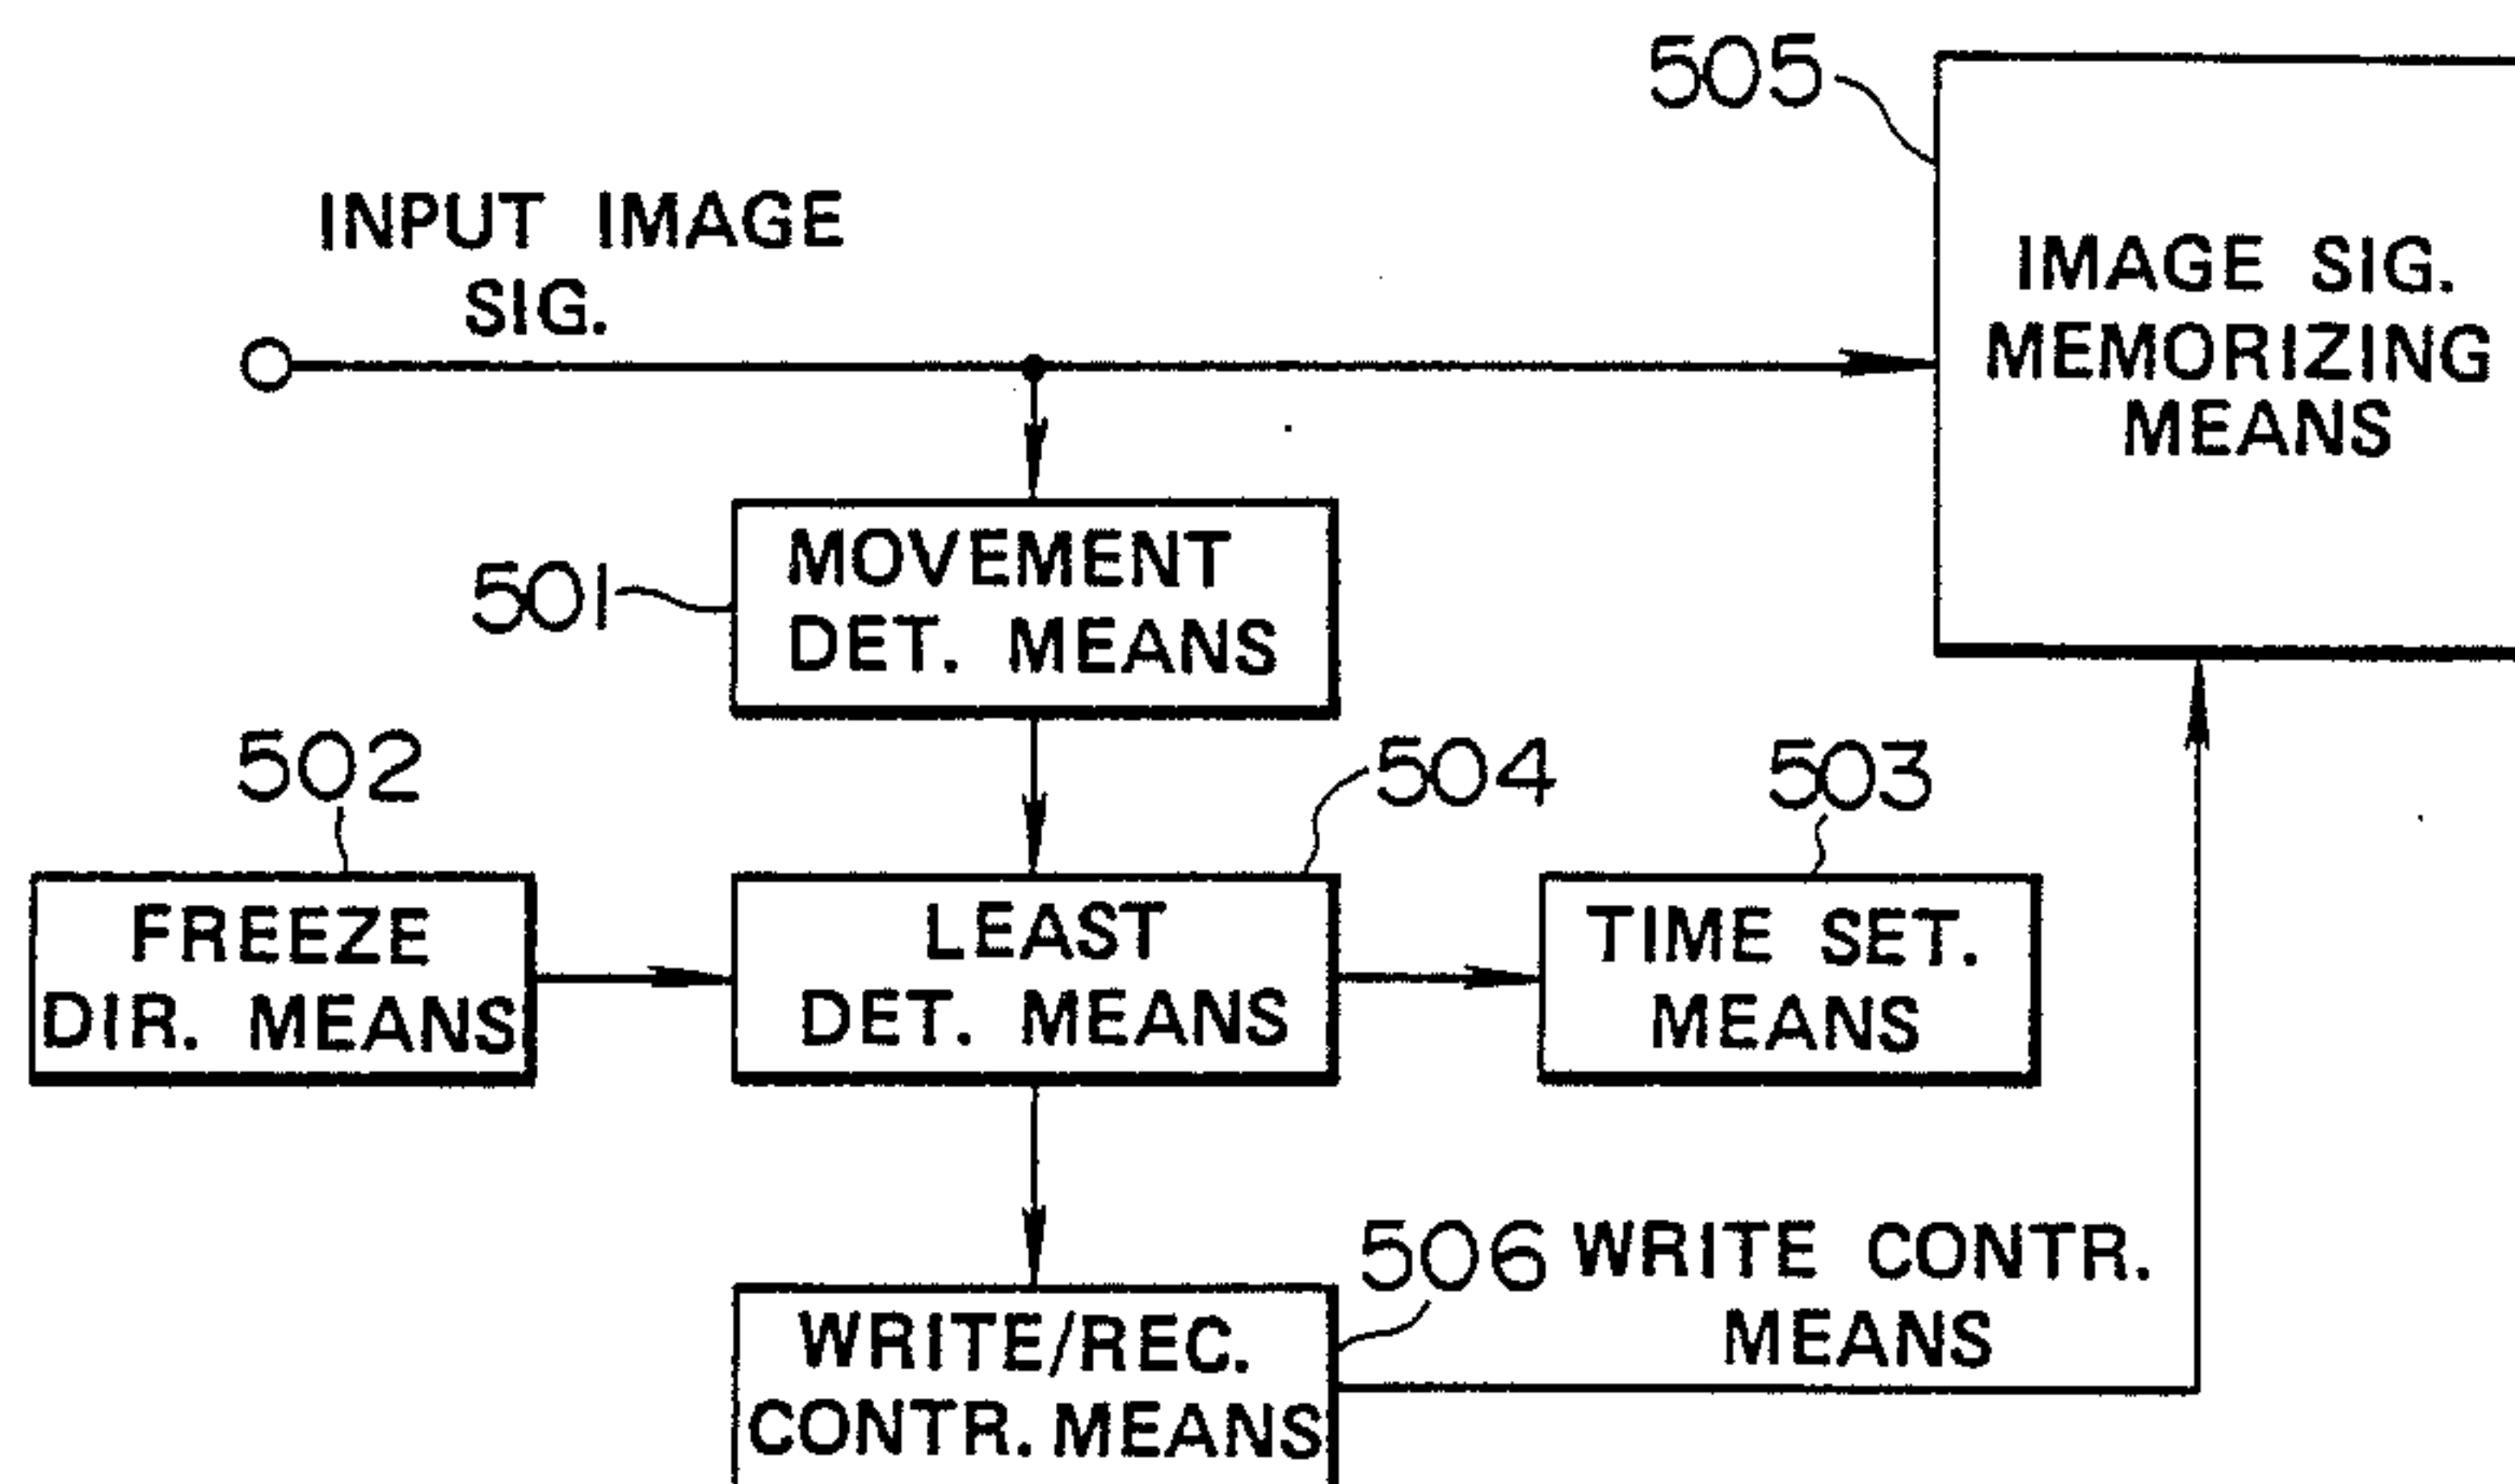 505
INPUT IMAGE
SIG.
IMAGE SIG.
MEMORIZING
MEANS
501
MOVEMENT
DET. MEANS
502
504
503
FREEZE
DIR. MEANS
LEAST
DET. MEANS
TIME SET.
MEANS
506
WRITE CONTR.
MEANS
WRITE/REC.
CONTR. MEANS